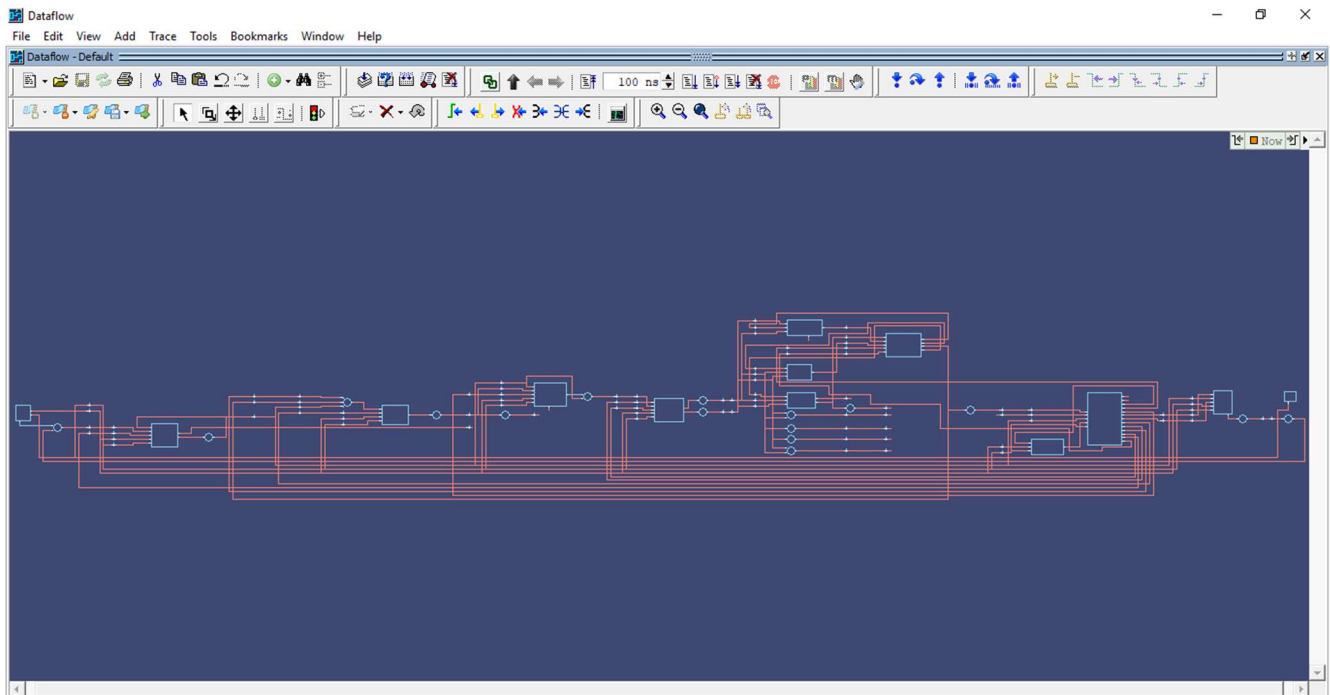 Dataflow
File Edit View Add Trace Tools Bookmarks Window Help
Dataflow - Default
100 ns
Now